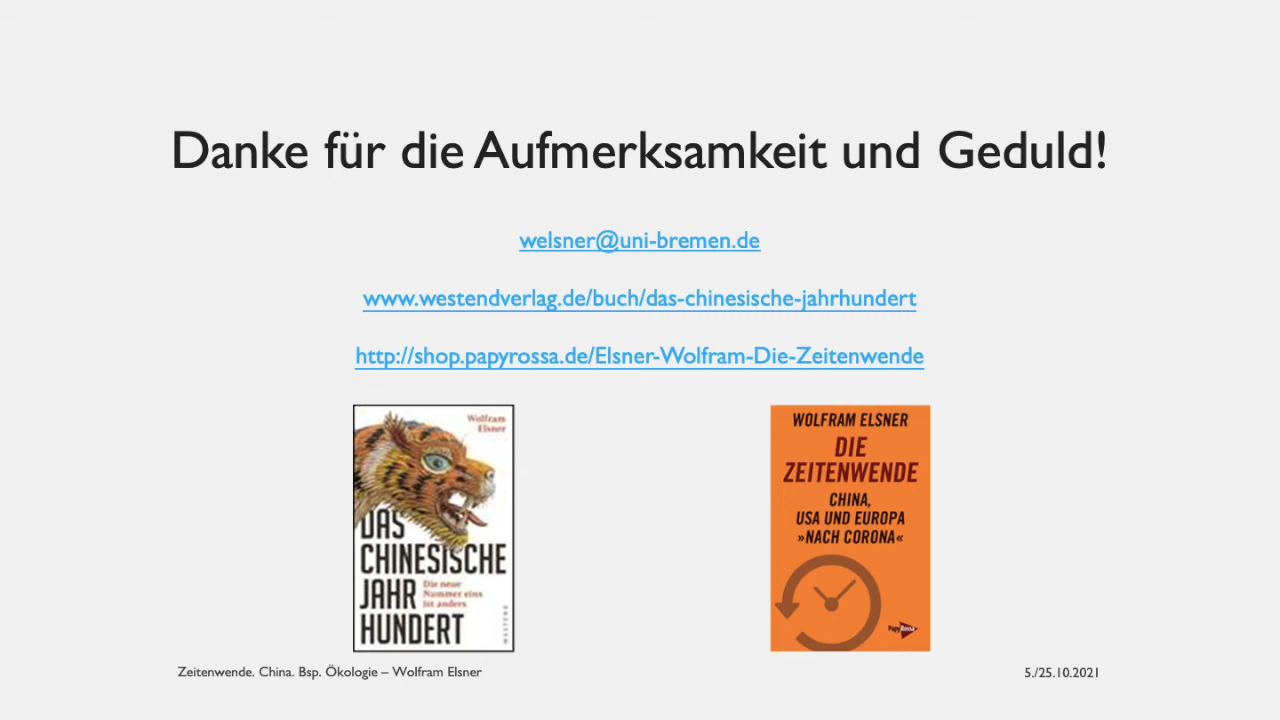 Danke für die Aufmerksamkeit und Geduld!
welsner@uni-bremen.de
www.westendverlag.de/buch/das-chinesische-jahrhundert
http://shop.papyrossa.de/Elsner-Wolfram-Die-Zeitenwende
Wolfram
Elsner
DAS
CHINESISCHE
JAHR
HUNDERT
Die neue
Nummer eins
ist anders
WOLFRAM ELSNER
DIE
ZEITENWENDE
CHINA,
USA UND EUROPA
»NACH CORONA«
PapyRossa
Zeitenwende. China. Bsp. Ökologie – Wolfram Elsner
5./25.10.2021